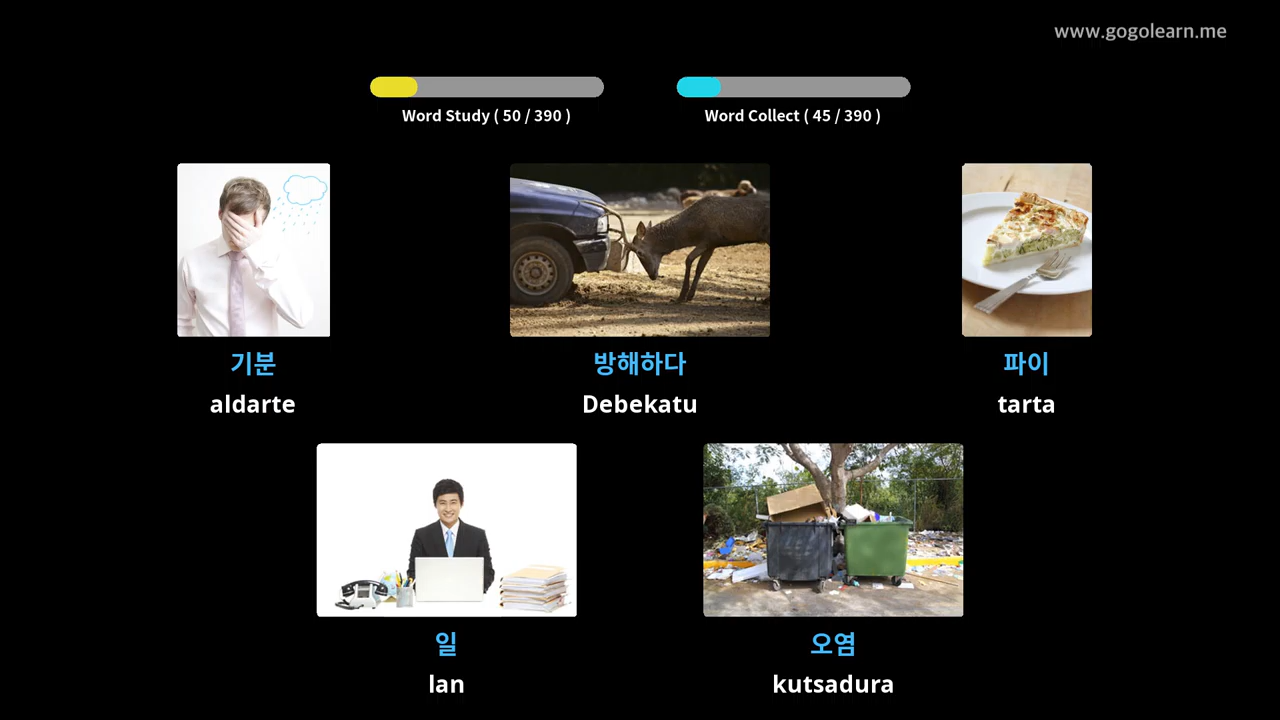 www.gogolearn.me
Word Study ( 50 / 390 )
Word Collect ( 45 / 390 )
기분
aldarte
방해하다
Debekatu
파이
tarta
일
lan
오염
kutsadura